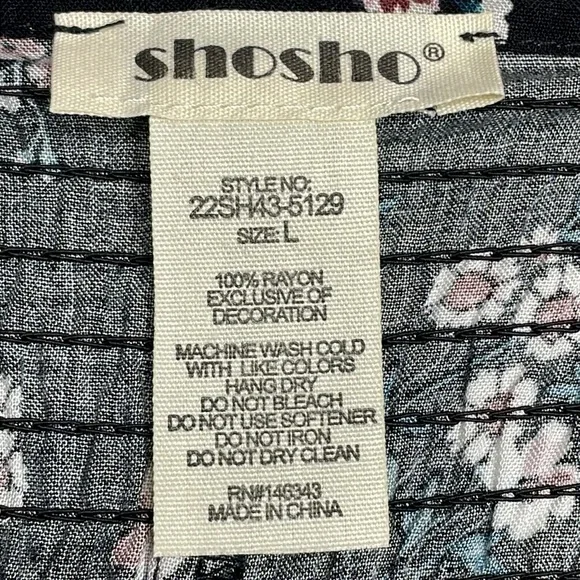 shosho®
STYLE NO:
22SH43-5129
SIZE: L
100% RAYON
EXCLUSIVE OF
DECORATION
MACHINE WASH COLD
WITH LIKE COLORS
HANG DRY
DO NOT BLEACH
DO NOT USE SOFTENER
DO NOT IRON
DO NOT DRY CLEAN
RN#146343
MADE IN CHINA